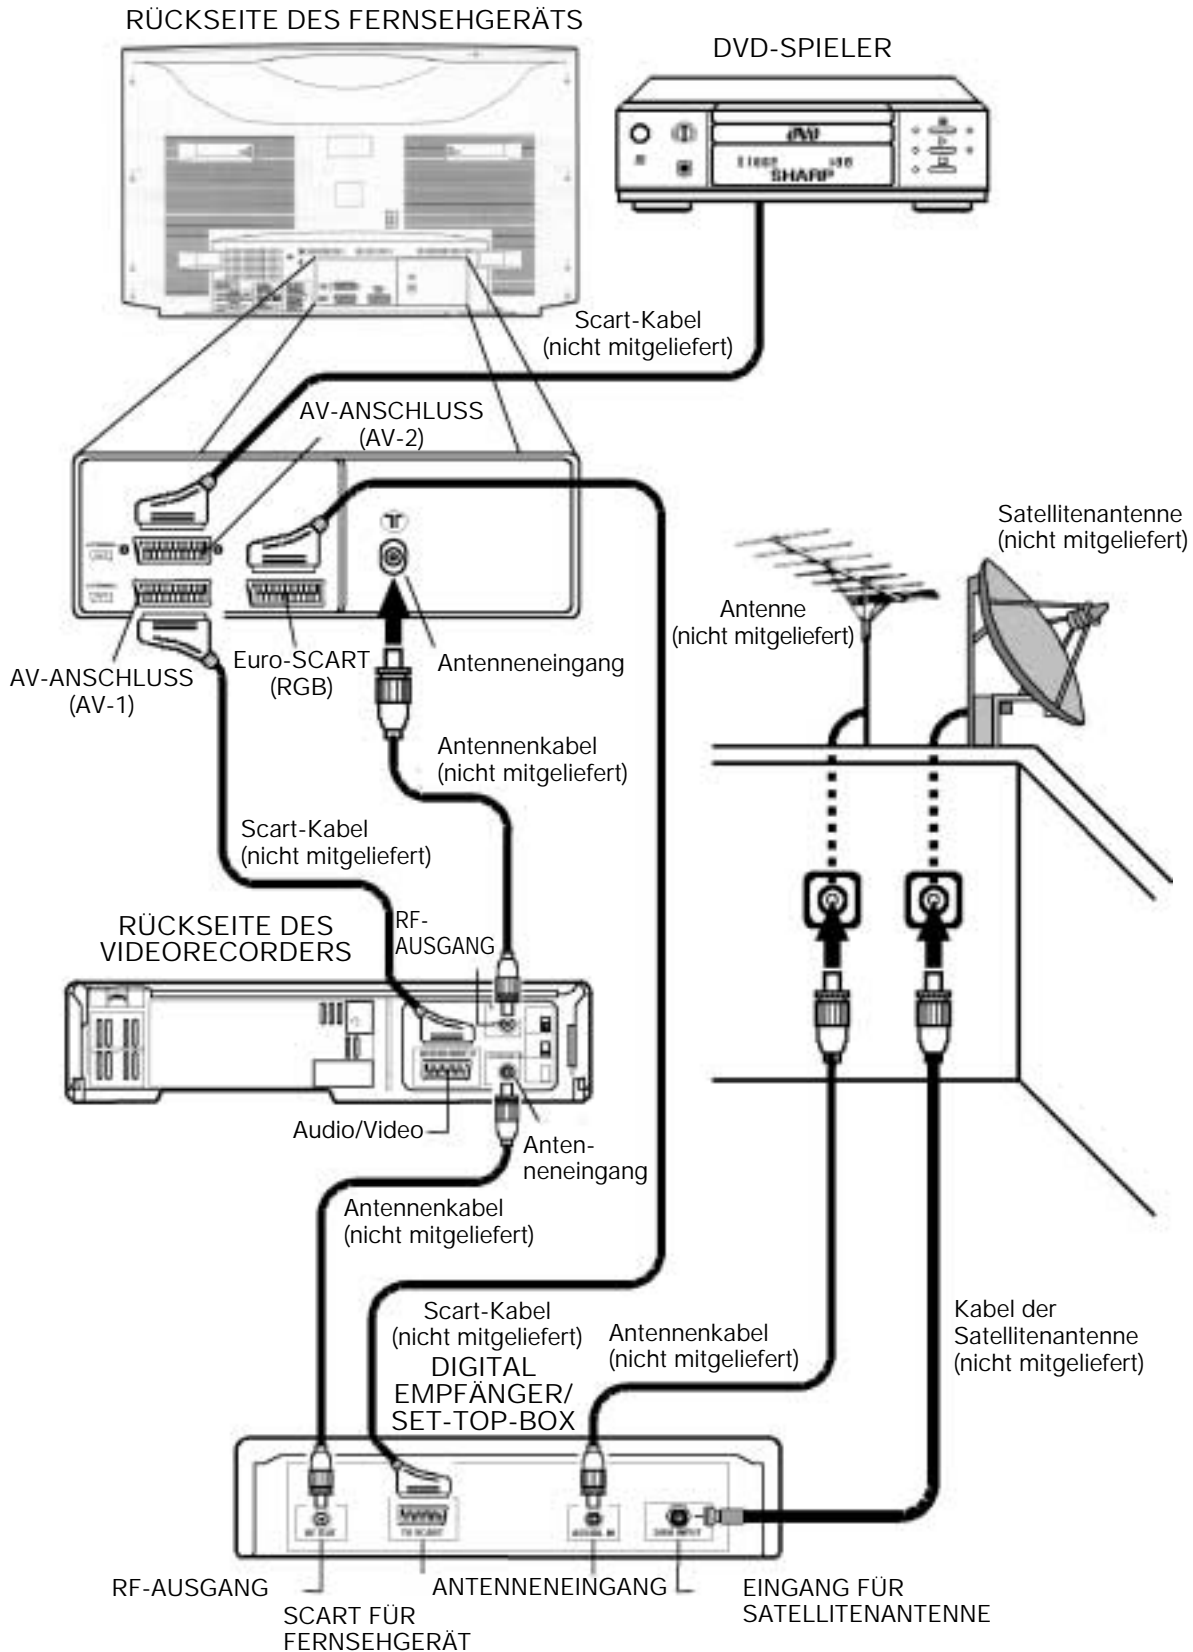 RÜCKSEITE DES FERNSEHGERÄTS
DVD-SPIELER
SHARP
Scart-Kabel
(nicht mitgeliefert)
AV-ANSCHLUSS
(AV-2)
Satellitenantenne
(nicht mitgeliefert)
Antenne
(nicht mitgeliefert)
Euro-SCART
(RGB)
Antenneneingang
AV-ANSCHLUSS
(AV-1)
Antennenkabel
(nicht mitgeliefert)
Scart-Kabel
(nicht mitgeliefert)
RÜCKSEITE DES
VIDEORECORDERS
RF-
AUSGANG
Audio/Video
Anten-
neneingang
Antennenkabel
(nicht mitgeliefert)
Scart-Kabel
(nicht mitgeliefert)
Antennenkabel
(nicht mitgeliefert)
Kabel der
Satellitenantenne
(nicht mitgeliefert)
DIGITAL
EMPFÄNGER/
SET-TOP-BOX
TV SCART
RF-AUSGANG
SCART FÜR
FERNSEHGERÄT
ANTENNENEINGANG
EINGANG FÜR
SATELLITENANTENNE